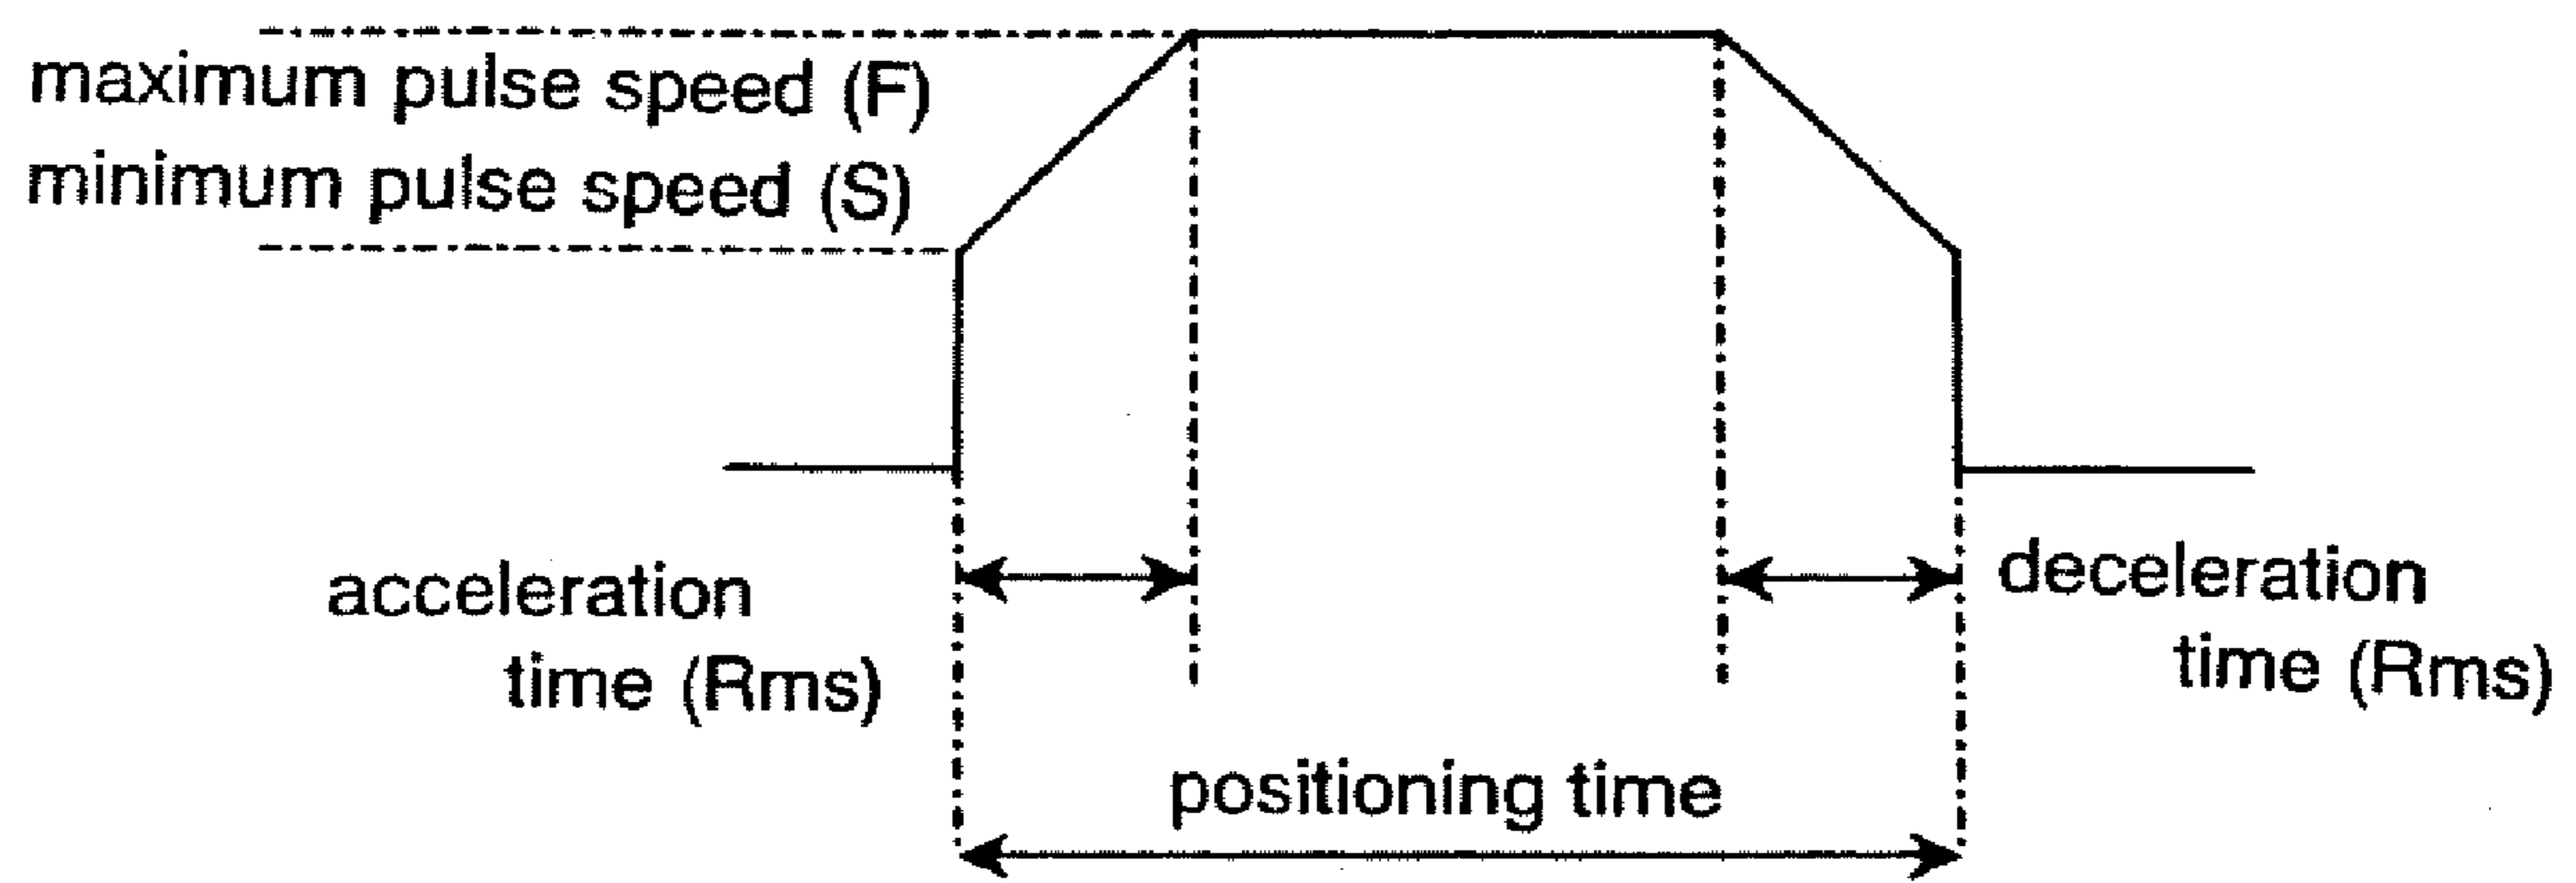 maximum pulse speed (F)
minimum pulse speed (S)
acceleration
time (Rms)
deceleration
time (Rms)
positioning time